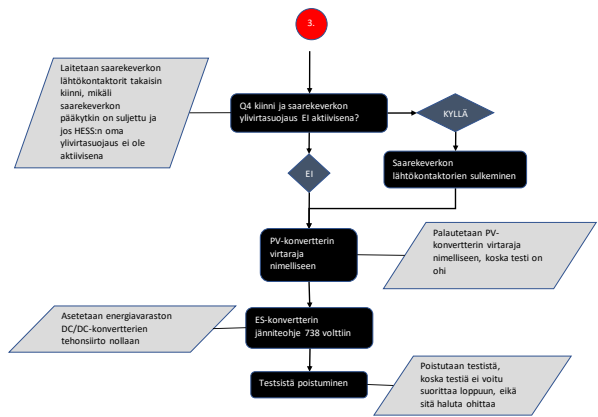 3.
Laitetaan saarekeverkon
lähtökontaktorit takaisin
kiinni, mikäli
saarekeverkon
pääkytkin on suljettu ja
jos HESS:n oma
ylivirtasuojaus ei ole
aktiivisena
Q4 kiinni ja saarekeverkon
ylivirtasuojaus EI aktiivisena?
KYLLÄ
EI
Saarekeverkon
lähtökontaktorien sulkeminen
PV-konvertterin
virtaraja
nimelliseen
Palautetaan PV-
konvertterin virtaraja
nimelliseen, koska testi on
ohi
Asetetaan energiavaraston
DC/DC-konvertterien
tehonsiirto nollaan
ES-konvertterin
jänniteohje 738 volttiin
Testsistä poistuminen
Poistutaan testistä,
koska testiä ei voitu
suorittaa loppuun, eikä
sitä haluta ohittaa